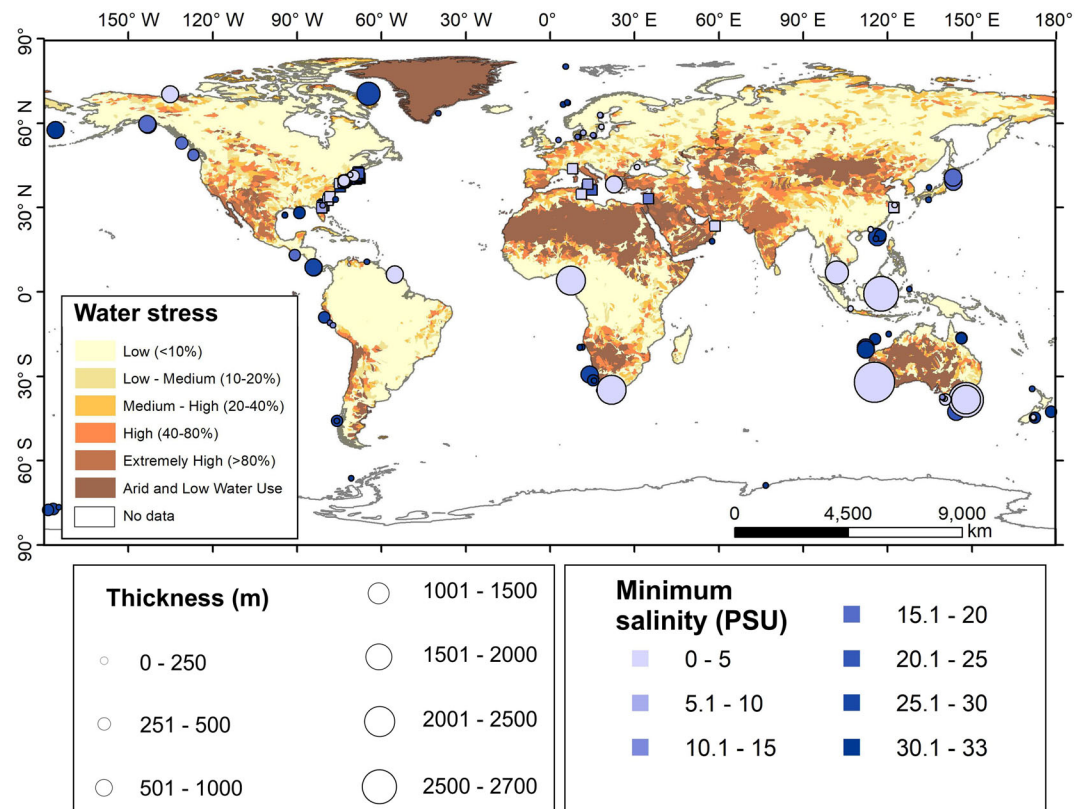 150° W 120° W 90° W 60° W 30° W 0° 30° E 60° E 90° E 120° E 150° E 180°
90°
60° N
30° N
0°
30° S
60° S
90°
Water stress
Low (<10%)
Low - Medium (10-20%)
Medium - High (20-40%)
High (40-80%)
Extremely High (>80%)
Arid and Low Water Use
No data
0 4,500 9,000
km
Thickness (m)
0 - 250
251 - 500
501 - 1000
1001 - 1500
1501 - 2000
2001 - 2500
2500 - 2700
Minimum
salinity (PSU)
0 - 5
5.1 - 10
10.1 - 15
15.1 - 20
20.1 - 25
25.1 - 30
30.1 - 33